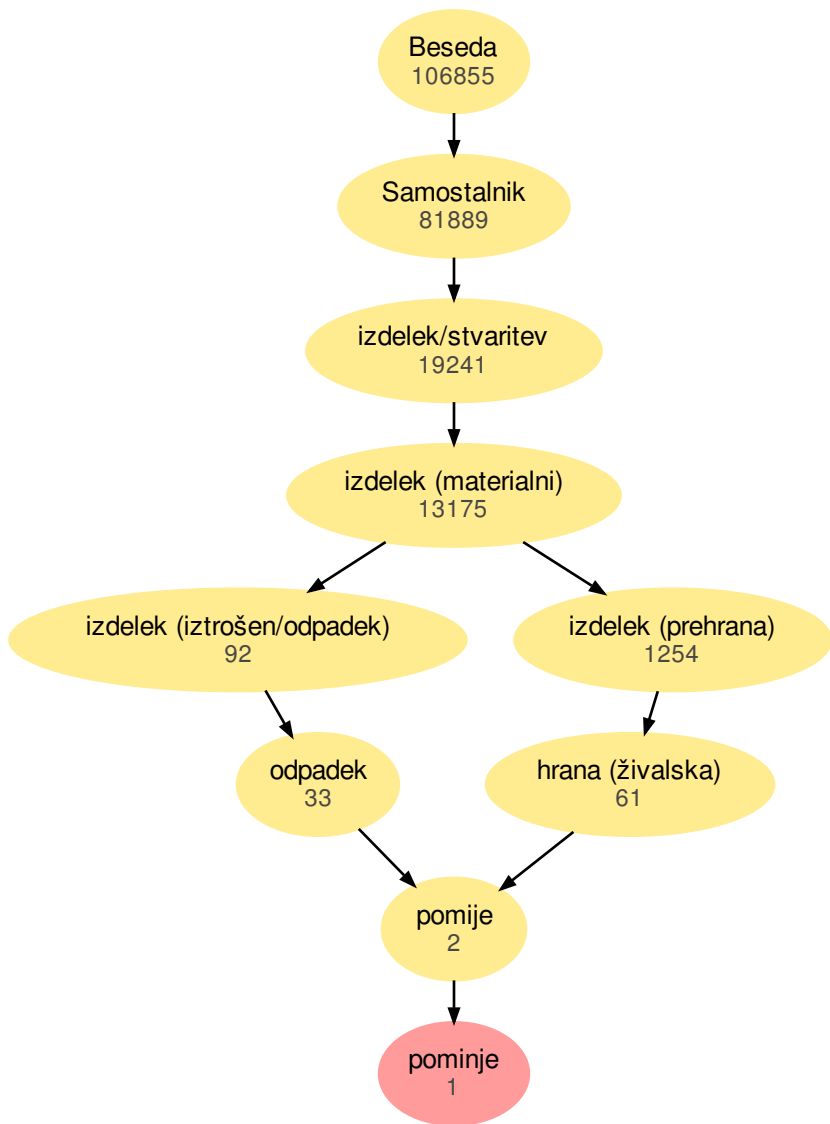 Beseda
106855
Samostalnik
81889
izdelek/stvaritev
19241
izdelek (materialni)
13175
izdelek (iztrošen/odpadek)
92
izdelek (prehrana)
1254
odpadek
33
hrana (živalska)
61
pomije
2
pominje
1